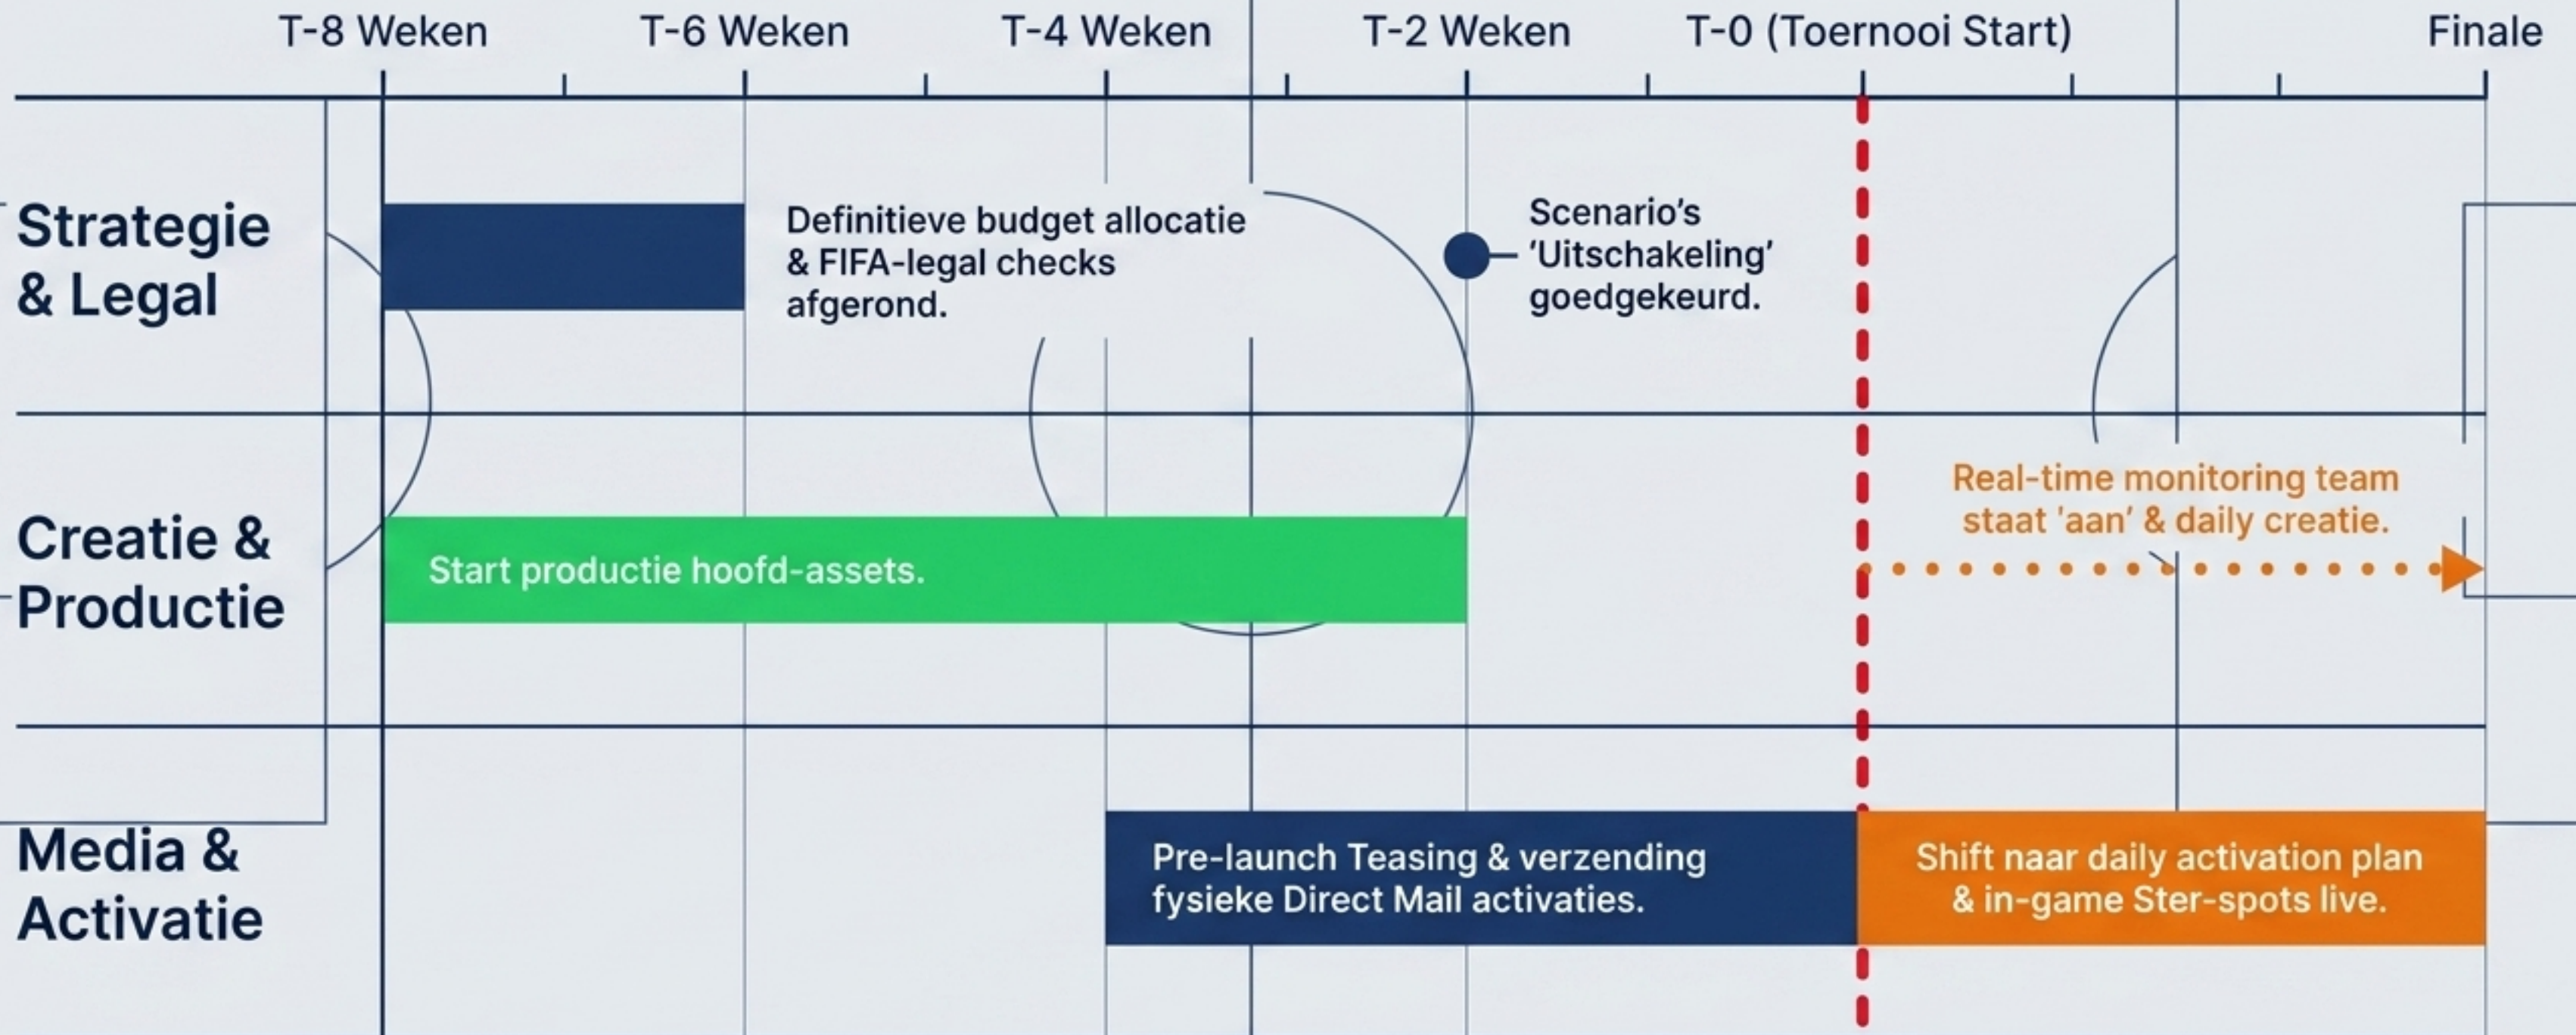 T-8 Weken
T-6 Weken
T-4 Weken
T-2 Weken
T-0 (Toernooi Start)
Finale
Strategie
& Legal
Definitieve budget allocatie
& FIFA-legal checks
afgerond.
Scenario’s
‘Uitschakeling’
goedgekeurd.
Creatie &
Productie
Start productie hoofd-assets.
Real-time monitoring team
staat 'aan' & daily creatie.
Media &
Activatie
Pre-launch Teasing & verzending
fysieke Direct Mail activaties.
Shift naar daily activation plan
& in-game Ster-spots live.